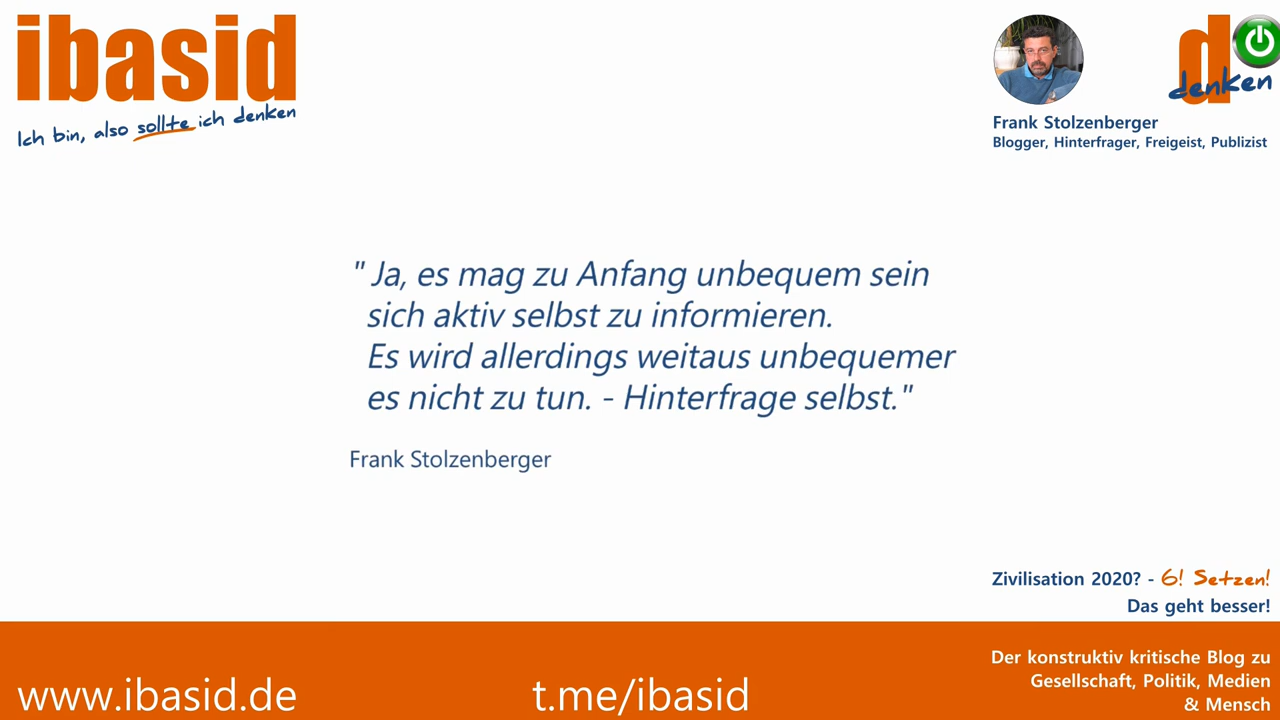 ibasid
Ich bin, also sollte ich denken
d
denken
Frank Stolzenberger
Blogger, Hinterfrager, Freigeist, Publizist
" Ja, es mag zu Anfang unbequem sein
sich aktiv selbst zu informieren.
Es wird allerdings weitaus unbequemer
es nicht zu tun. - Hinterfrage selbst."
Frank Stolzenberger
Zivilisation 2020? - 6! Setzen!
Das geht besser!
www.ibasid.de
t.me/ibasid
Der konstruktiv kritische Blog zu
Gesellschaft, Politik, Medien
& Mensch